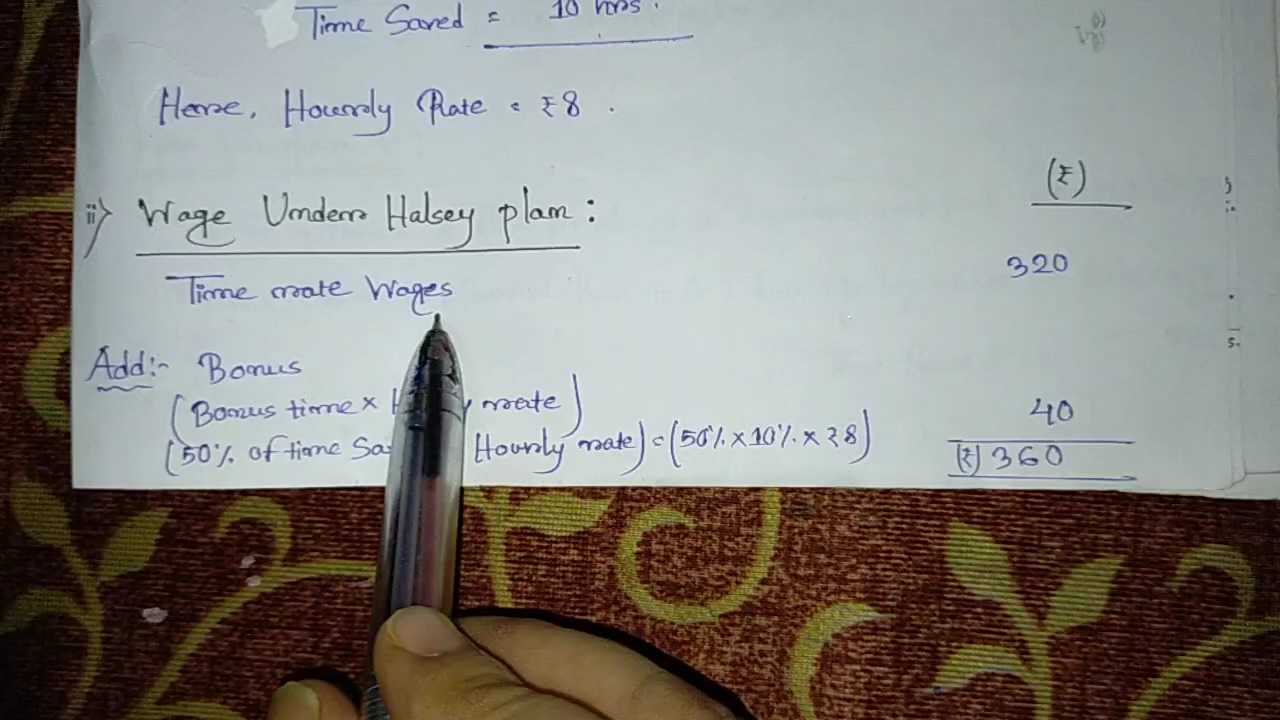 Time Saved = 10 hrs.
Here, Hourly Rate = ₹8 .
(₹)
ii) Wage Under Halsey plan :
Time rate Wages 320
Add:- Bonus
(Bonus time × rate) 40
(50% of time Hourly rate) = (50% × 10% × ₹8) (₹) 360